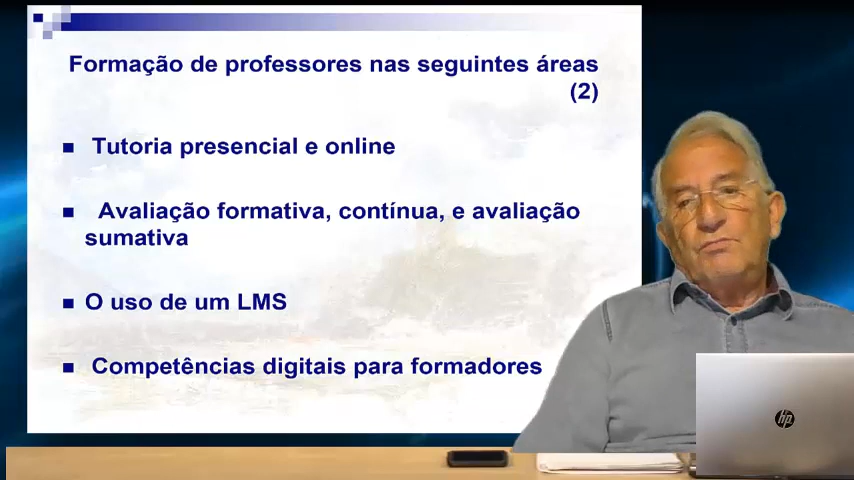 Formação de professores nas seguintes áreas
(2)
Tutoria presencial e online
Avaliação formativa, contínua, e avaliação
sumativa
O uso de um LMS
Competências digitais para formadores
hp